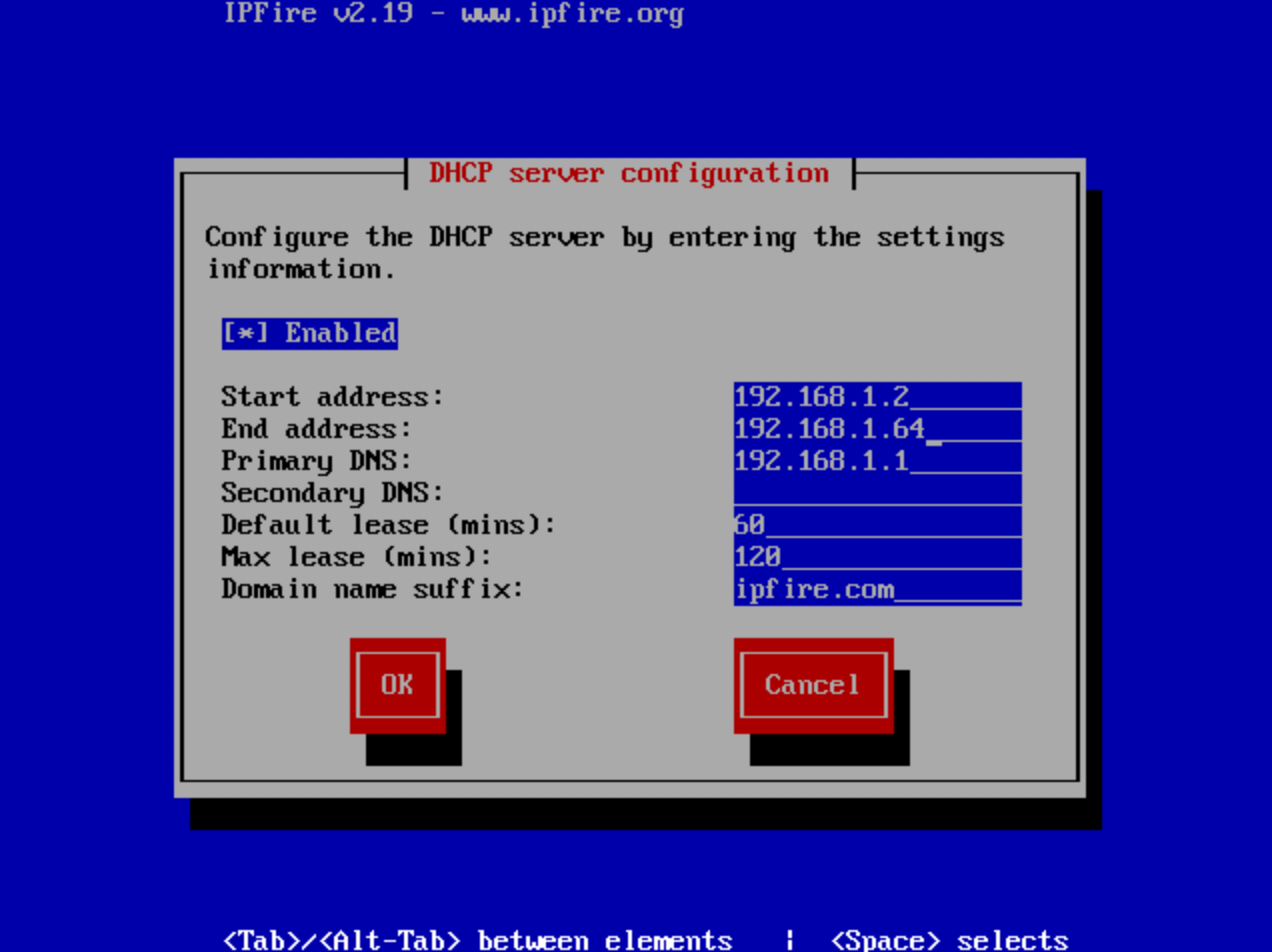 IPFire v2.19 - www.ipfire.org
DHCP server configuration
Configure the DHCP server by entering the settings
information.
[*] Enabled
Start address: 192.168.1.2
End address: 192.168.1.64
Primary DNS: 192.168.1.1
Secondary DNS:
Default lease (mins): 60
Max lease (mins): 120
Domain name suffix: ipfire.com
OK Cancel
<Tab>/<Alt-Tab> between elements | <Space> selects